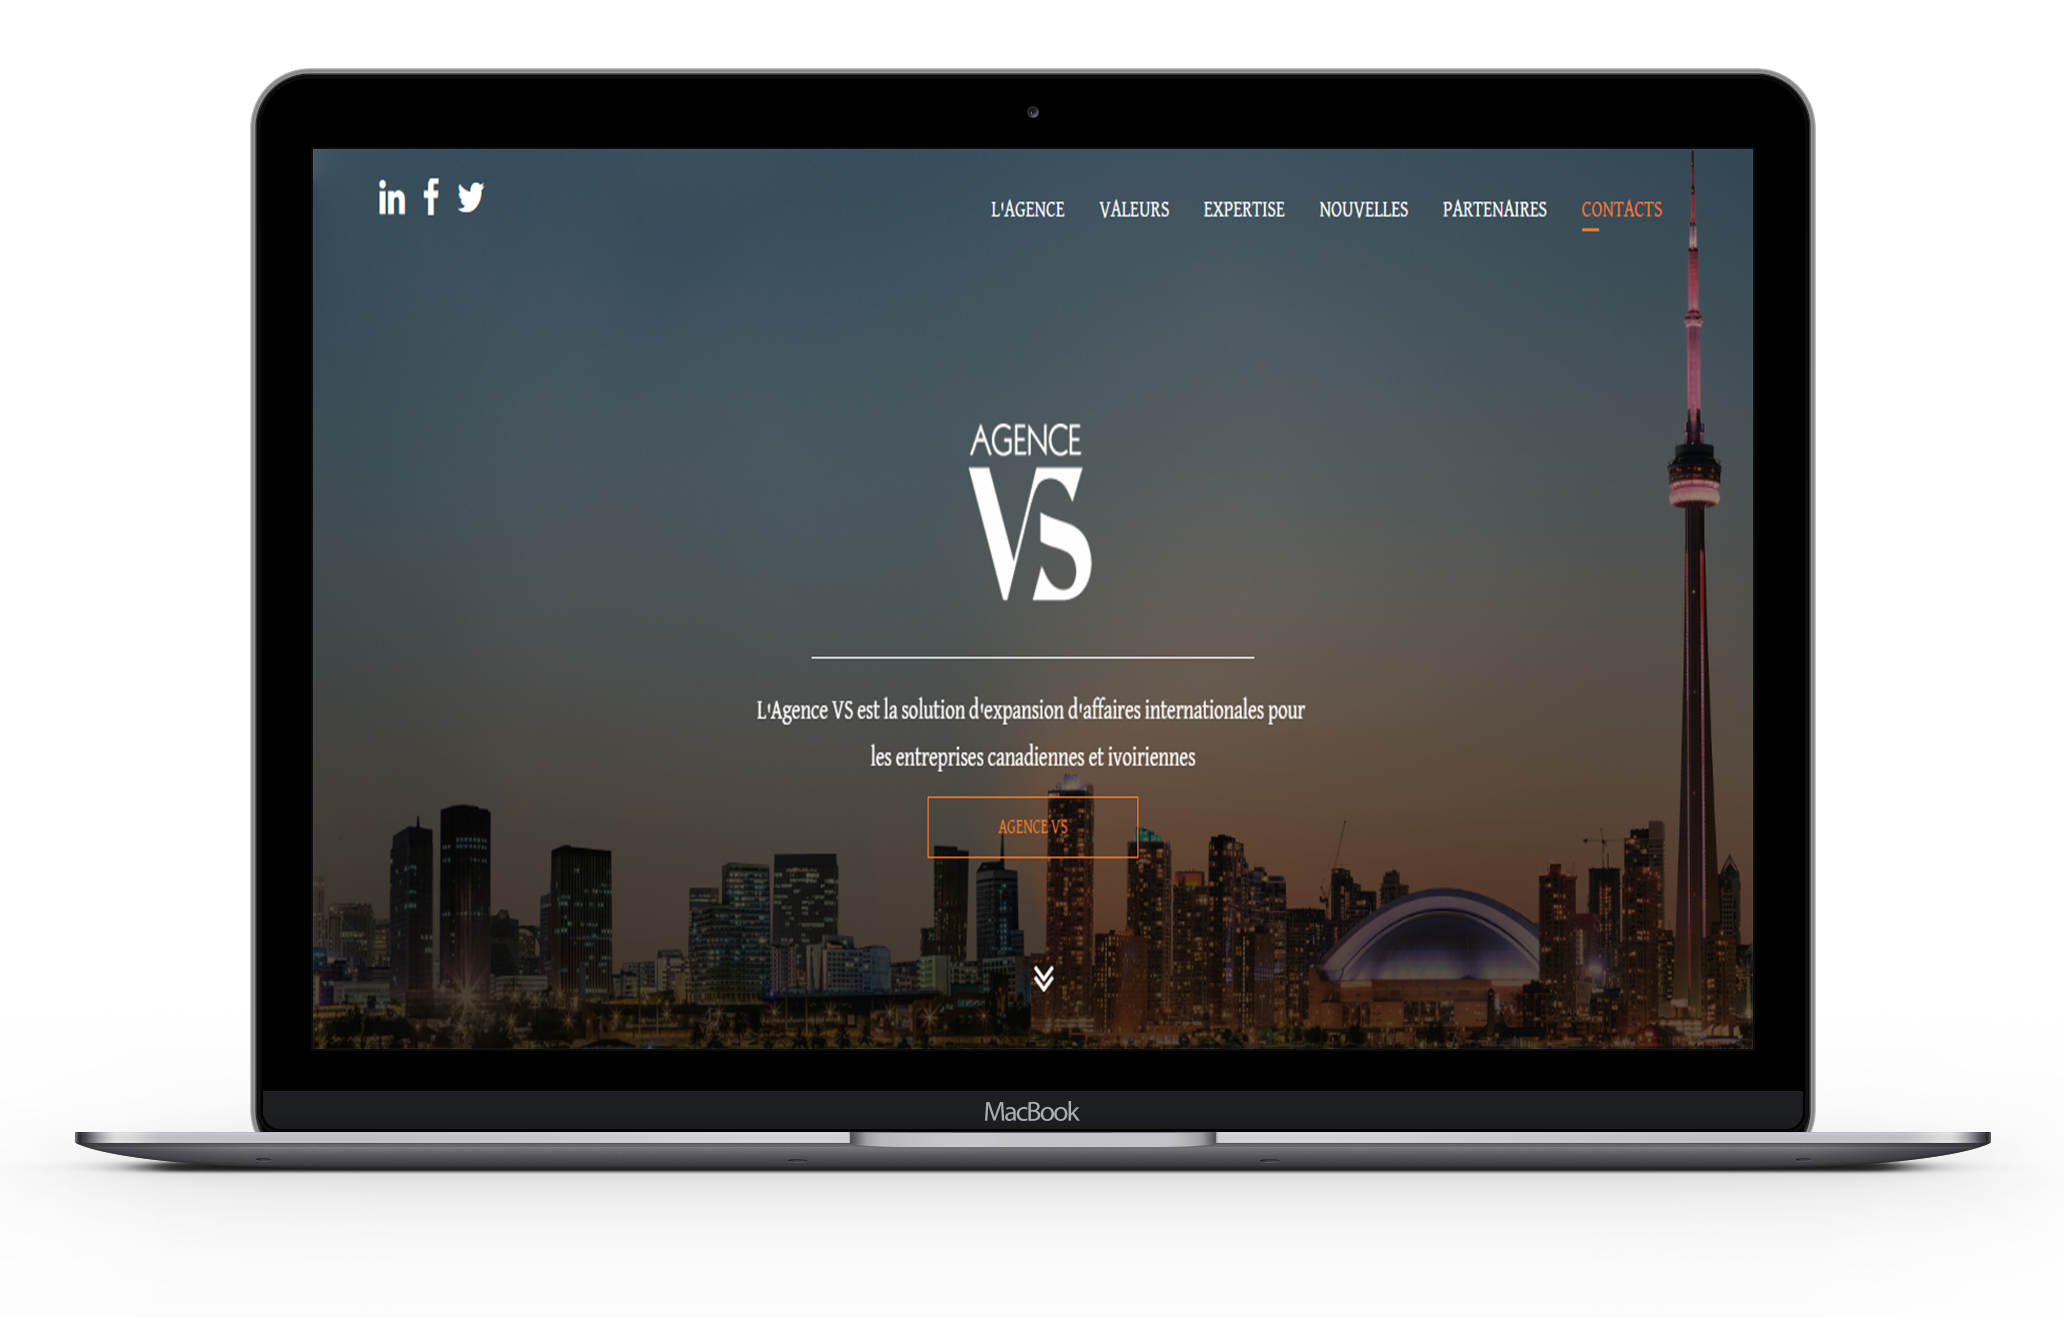 in f
L'AGENCE VALEURS EXPERTISE NOUVELLES PARTENAIRES CONTACTS
AGENCE
VS
L'Agence VS est la solution d'expansion d'affaires internationales pour
les entreprises canadiennes et ivoiriennes
AGENCE VS
MacBook